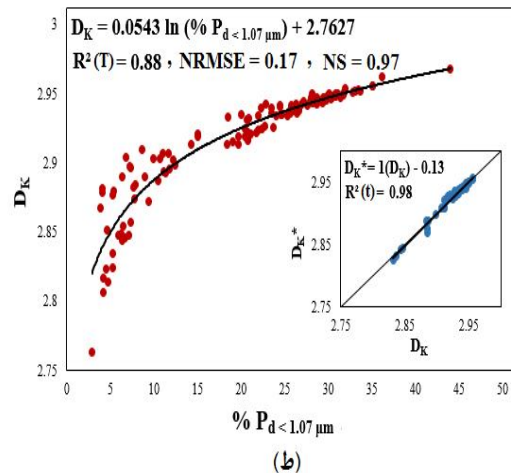 D_K = 0.0543 ln (% P_d < 1.07 µm) + 2.7627
R² (T) = 0.88 , NRMSE = 0.17 , NS = 0.97
3
2.95
2.9
2.85
2.8
2.75
D_K
0 5 10 15 20 25 30 35 40 45 50
% P_d < 1.07 µm
D_K* = 1(D_K) - 0.13
R² (t) = 0.98
2.95
2.85
2.75
D_K*
2.75 2.85 2.95
D_K
(ط)